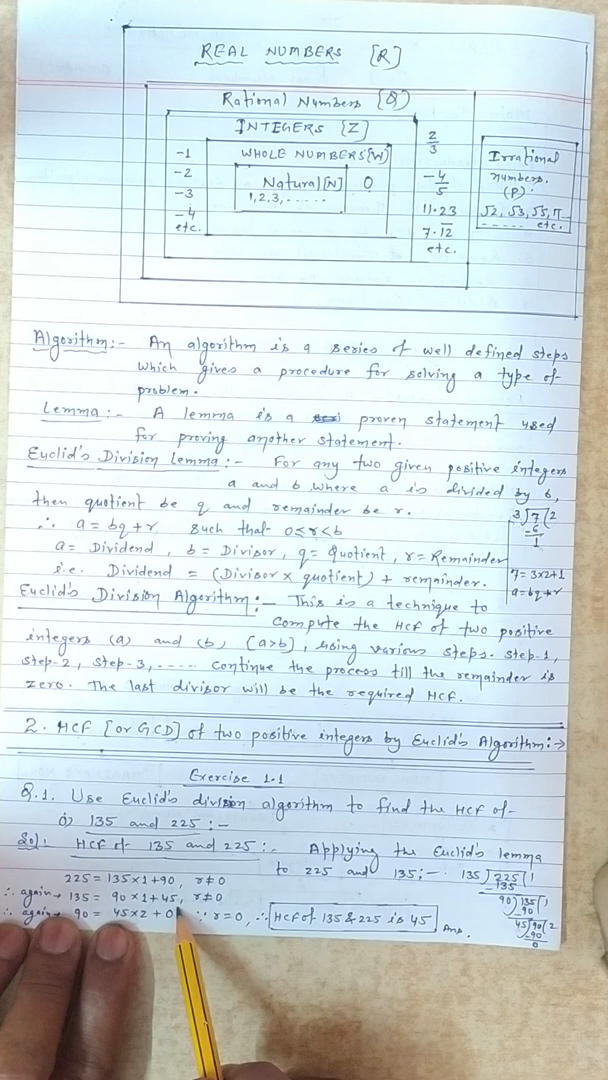 REAL NUMBERS [R]
Rational Numbers [Q]
INTEGERS [Z]
WHOLE NUMBERS [W]
Natural [N]
1, 2, 3, .....
0
-1
-2
-3
-4
etc.
2/3
-4/5
11.23
7.1̅2̅
etc.
Irrational
numbers.
(P).
√2, √3, √5, π
..... etc.
Algorithm:- An algorithm is a series of well defined steps
which gives a procedure for solving a type of
problem.
Lemma:- A lemma is a proven statement used
for proving another statement.
Euclid's Division Lemma:- For any two given positive integers
a and b where a is divided by b,
then quotient be q and remainder be r.
∴ a = bq + r such that 0≤r<b
a = Dividend, b = Divisor, q = Quotient, r = Remainder
i.e. Dividend = (Divisor × quotient) + remainder.
3)7(2
-6
1
7 = 3×2+1
a = bq + r
Euclid's Division Algorithm:- This is a technique to
compute the HCF of two positive
integers (a) and (b) [a>b], using various steps. step-1,
step-2, step-3, ..... continue the process till the remainder is
zero. The last divisor will be the required HCF.
2. HCF [or GCD] of two positive integers by Euclid's Algorithm:→
Exercise 1.1
Q.1. Use Euclid's division algorithm to find the HCF of-
i) 135 and 225:-
Sol: HCF of 135 and 225:- Applying the Euclid's lemma
to 225 and 135;-
225 = 135×1+90, r≠0
∴ again→ 135 = 90×1+45, r≠0
∴ again→ 90 = 45×2+0 ∵ r=0, ∴ HCF of 135 & 225 is 45 Ans.
135)225(1
-135
90)135(1
-90
45)90(2
-90
0